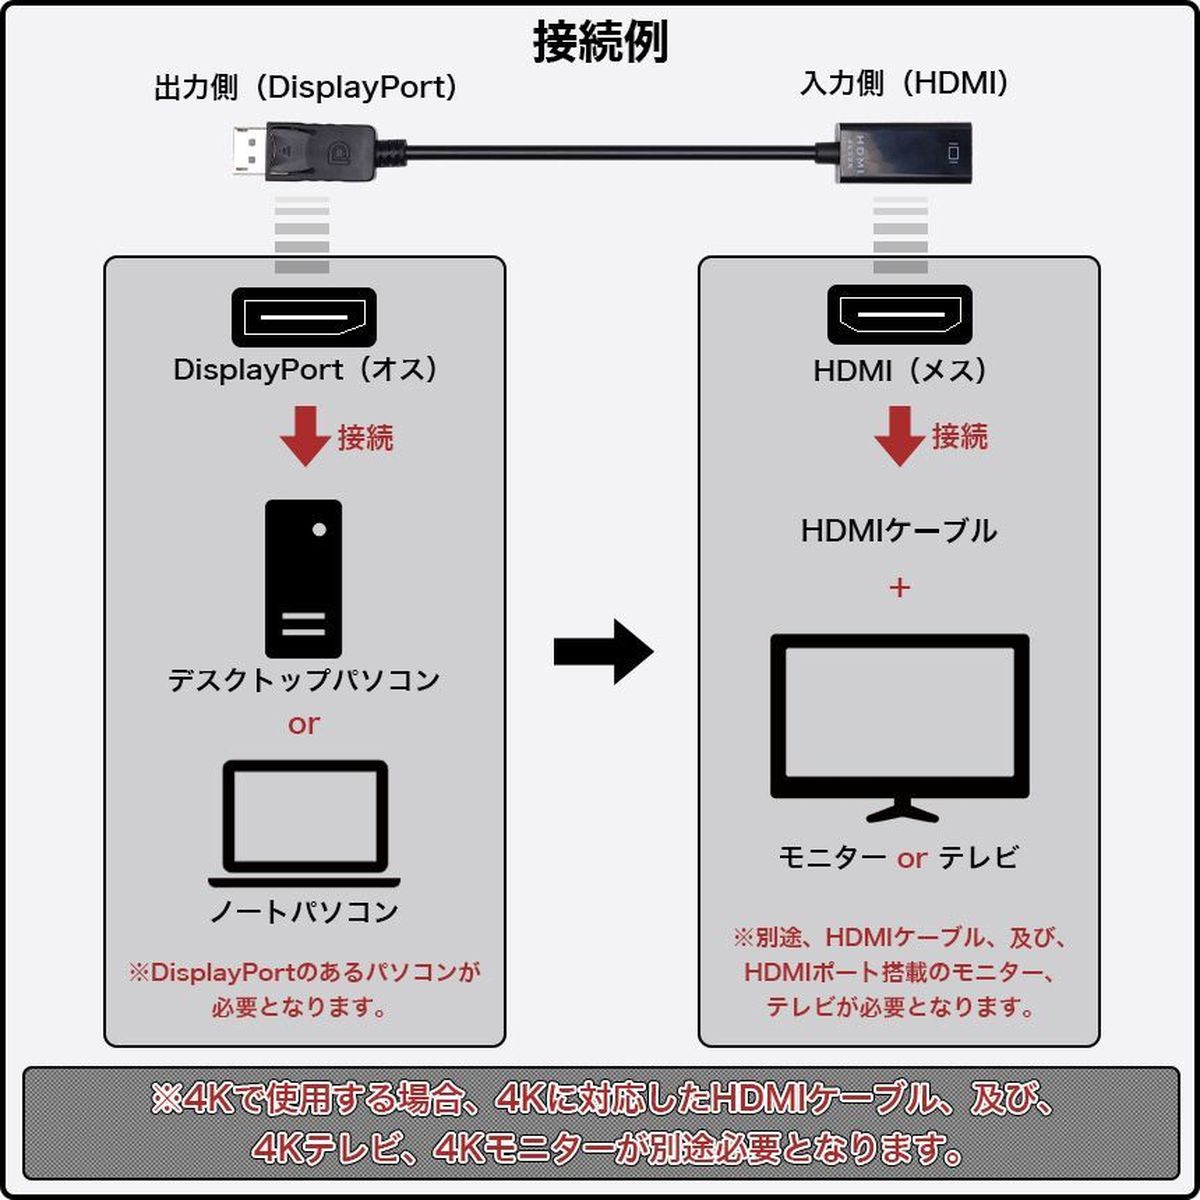 接続例
出力側（DisplayPort）
入力側（HDMI）
HDMI
DisplayPort（オス）
接続
デスクトップパソコン
or
ノートパソコン
※DisplayPortのあるパソコンが
必要となります。
HDMI（メス）
接続
HDMIケーブル
+
モニター or テレビ
※別途、HDMIケーブル、及び、
HDMIポート搭載のモニター、
テレビが必要となります。
※4Kで使用する場合、4Kに対応したHDMIケーブル、及び、
4Kテレビ、4Kモニターが別途必要となります。